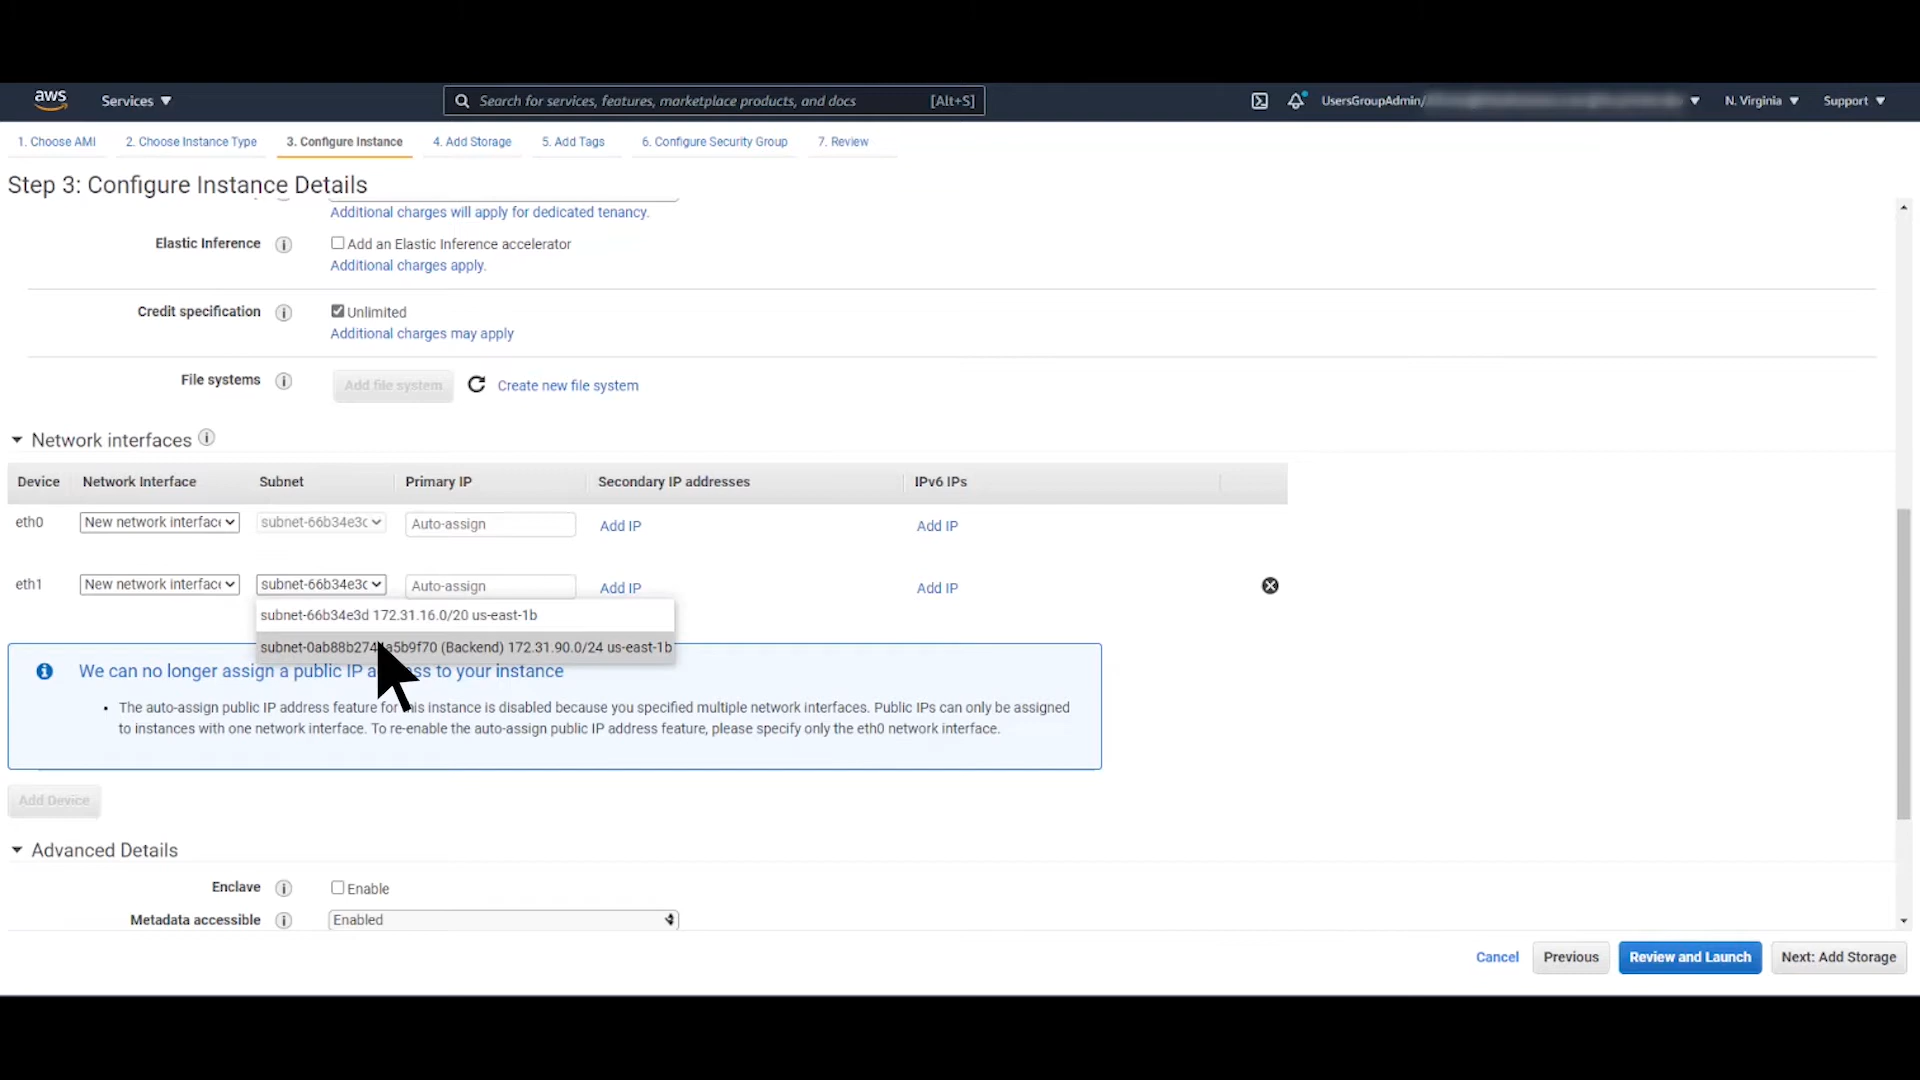 aws Services Search for services, features, marketplace products, and docs [Alt+S] UsersGroupAdmin/ N. Virginia Support
1. Choose AMI 2. Choose Instance Type 3. Configure Instance 4. Add Storage 5. Add Tags 6. Configure Security Group 7. Review
Step 3: Configure Instance Details
Additional charges will apply for dedicated tenancy.
Elastic Inference Add an Elastic Inference accelerator
Additional charges apply.
Credit specification Unlimited
Additional charges may apply
File systems Add file system Create new file system
Network interfaces
Device Network Interface Subnet Primary IP Secondary IP addresses IPv6 IPs
eth0 New network interfac subnet-66b34e3c Auto-assign Add IP Add IP
eth1 New network interfac subnet-66b34e3c Auto-assign Add IP Add IP
subnet-66b34e3d 172.31.16.0/20 us-east-1b
(Backend) 172.31.90.0/24 us-east-1b
We can no longer assign a public IP to your instance
The auto-assign public IP address feature for instance is disabled because you specified multiple network interfaces. Public IPs can only be assigned
to instances with one network interface. To re-enable the auto-assign public IP address feature, please specify only the eth0 network interface.
Add Device
Advanced Details
Enclave Enable
Metadata accessible Enabled
Cancel Previous Review and Launch Next: Add Storage